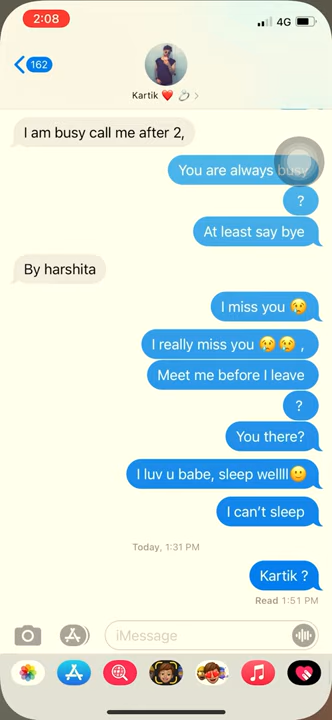 2:08
4G
162
Kartik ❤️ 💍 >
I am busy call me after 2,
You are always busy
?
At least say bye
By harshita
I miss you 😢
I really miss you 😢 😢 ,
Meet me before I leave
?
You there?
I luv u babe, sleep wellll🙂
I can't sleep
Today, 1:31 PM
Kartik ?
Read 1:51 PM
iMessage